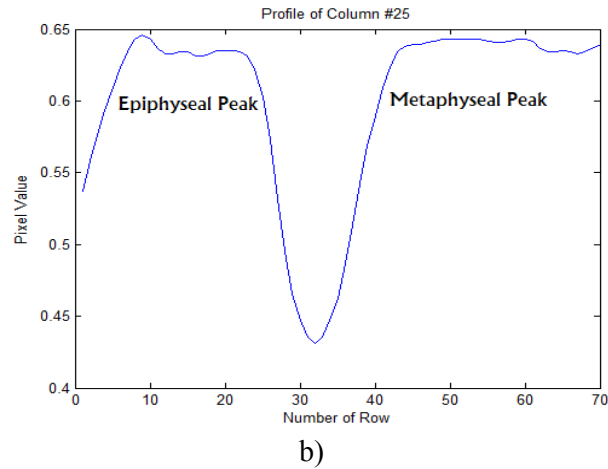 Profile of Column #25
0.65
Epiphyseal Peak Metaphyseal Peak
0.6
0.55
Pixel Value
0.5
0.45
0.4
0 10 20 30 40 50 60 70
Number of Row
b)